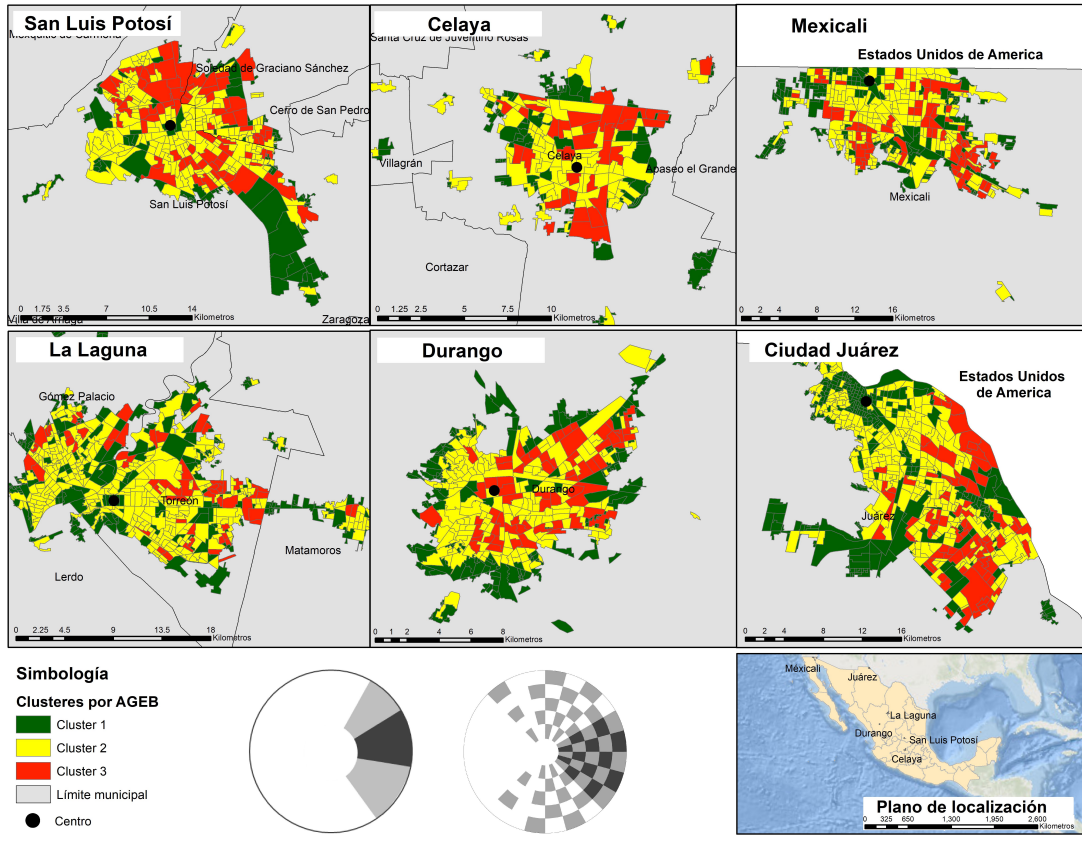 San Luis Potosí
Soledad de Graciano Sánchez
Cerro de San Pedro
San Luis Potosí
0 1.75 3.5 7 10.5 14
Kilometros
Villa de Arriaga
Zaragoza
Celaya
Santa Cruz de Juventino Rosas
Villagrán
Celaya
Apaseo el Grande
Cortazar
0 1.25 2.5 5 7.5 10
Kilometros
Mexicali
Estados Unidos de America
Mexicali
0 2 4 8 12 16
Kilometros
La Laguna
Gómez Palacio
Torreón
Matamoros
Lerdo
0 2.25 4.5 9 13.5 18
Kilometros
Durango
Durango
0 1 2 4 6 8
Kilometros
Ciudad Juárez
Estados Unidos
de America
Juárez
0 2 4 8 12 16
Kilometros
Simbología
Clusteres por AGEB
Cluster 1
Cluster 2
Cluster 3
Límite municipal
Centro
Méxicali
Juárez
La Laguna
Durango
San Luis Potosí
Celaya
Plano de localización
0 325 650 1,300 1,950 2,600
Kilometros